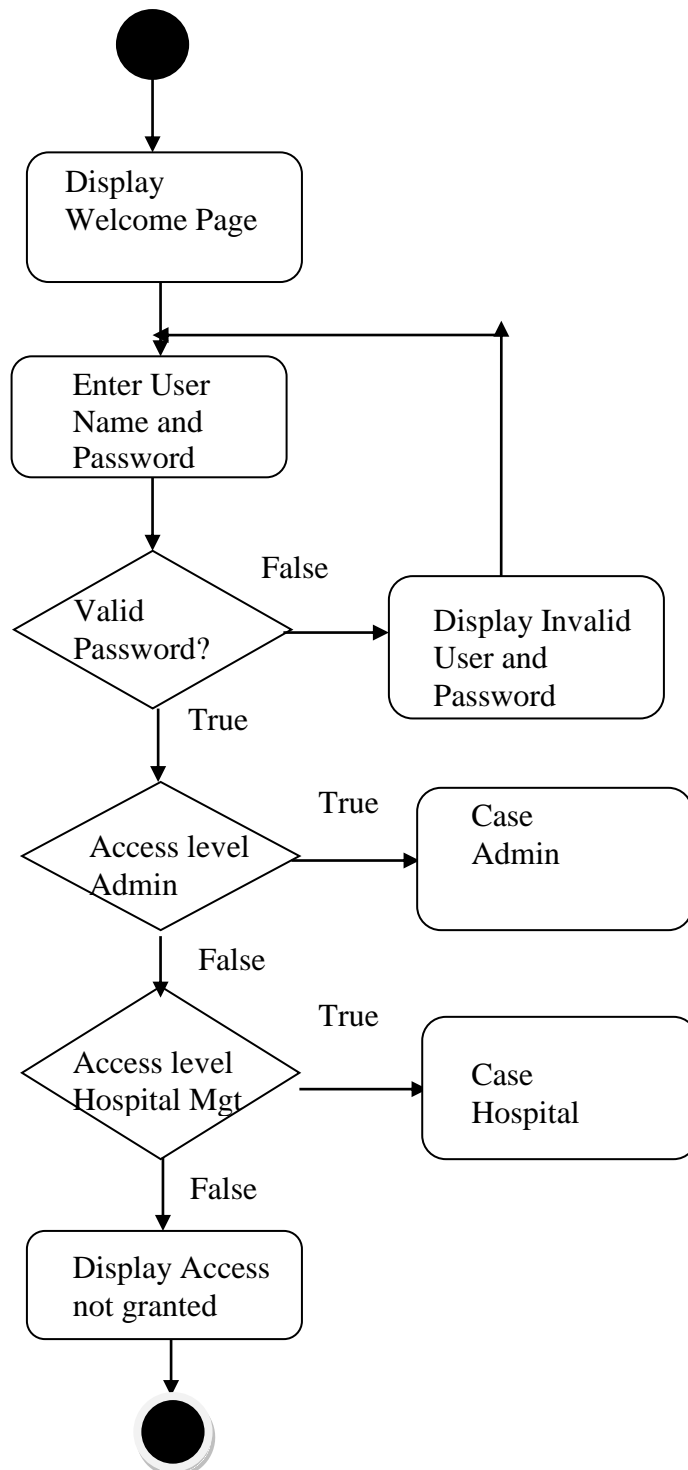 Display
Welcome Page
Enter User
Name and
Password
False
Valid
Password?
Display Invalid
User and
Password
True
True
Case
Admin
Access level
Admin
False
True
Access level
Hospital Mgt
Case
Hospital
False
Display Access
not granted